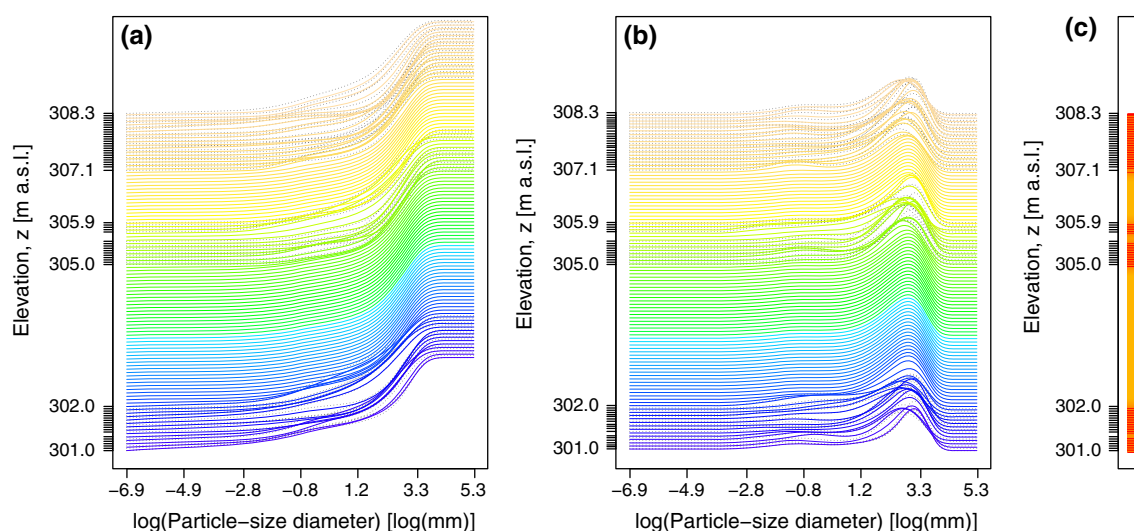 (a)
308.3
307.1
305.9
305.0
302.0
301.0
Elevation, z [m a.s.l.]
−6.9 −4.9 −2.8 −0.8 1.2 3.3 5.3
log(Particle−size diameter) [log(mm)]
(b)
308.3
307.1
305.9
305.0
302.0
301.0
Elevation, z [m a.s.l.]
−6.9 −4.9 −2.8 −0.8 1.2 3.3 5.3
log(Particle−size diameter) [log(mm)]
(c)
308.3
307.1
305.9
305.0
302.0
301.0
Elevation, z [m a.s.l.]